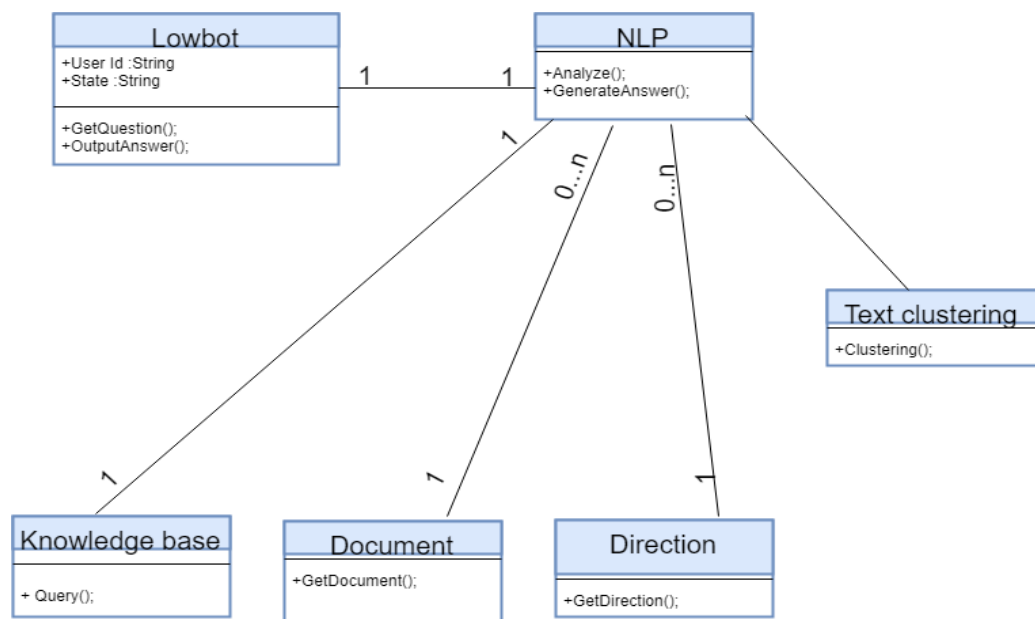 Lowbot
+User Id :String
+State :String
+GetQuestion();
+OutputAnswer();
1
1
NLP
+Analyze();
+GenerateAnswer();
1
0...n
0...n
Text clustering
+Clustering();
1
1
1
Knowledge base
+ Query();
Document
+GetDocument();
Direction
+GetDirection();